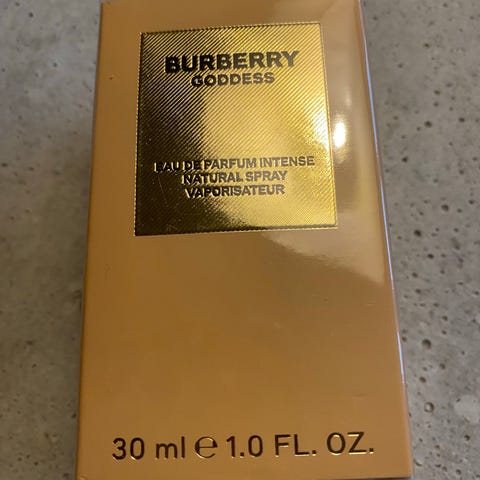 BURBERRY
GODDESS
EAU DE PARFUM INTENSE
NATURAL SPRAY
VAPORISATEUR
30 ml ℮ 1.0 FL. OZ.